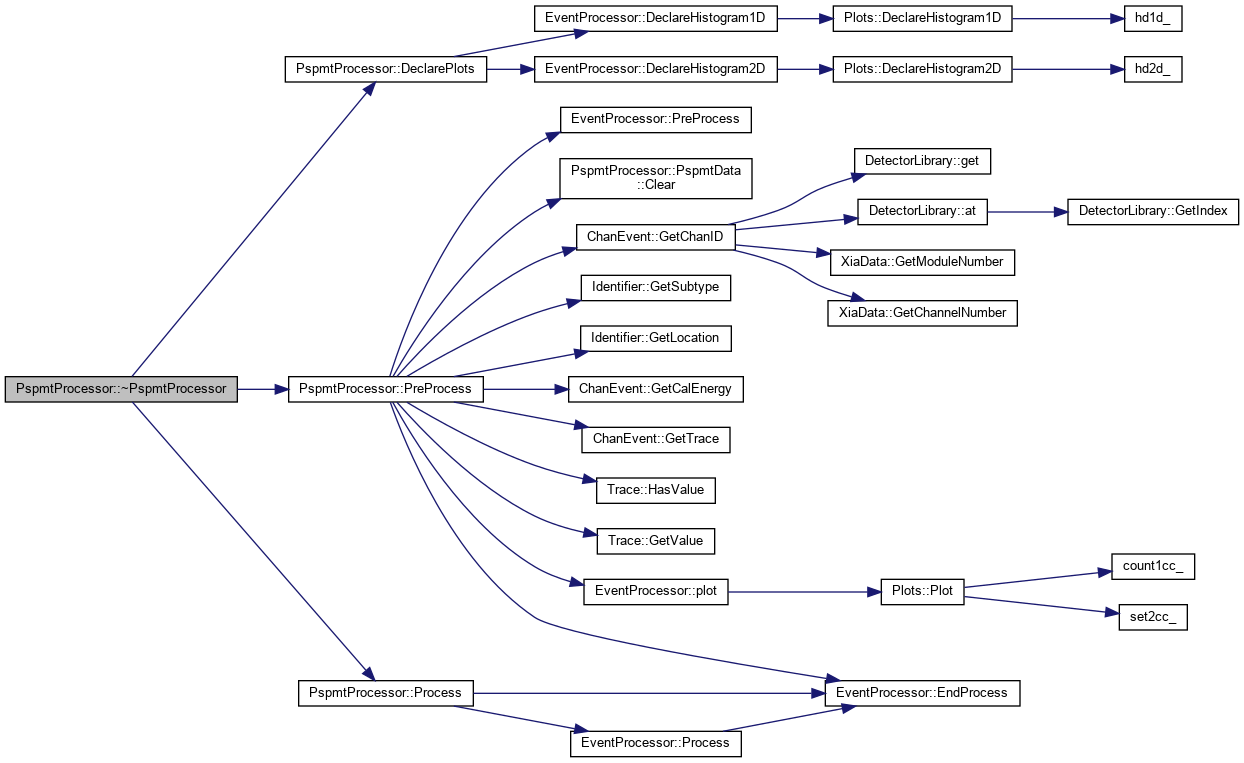 EventProcessor::DeclareHistogram1D
Plots::DeclareHistogram1D
hd1d_
PspmtProcessor::DeclarePlots
EventProcessor::DeclareHistogram2D
Plots::DeclareHistogram2D
hd2d_
EventProcessor::PreProcess
PspmtProcessor::PspmtData
::Clear
DetectorLibrary::get
ChanEvent::GetChanID
DetectorLibrary::at
DetectorLibrary::GetIndex
XiaData::GetModuleNumber
Identifier::GetSubtype
XiaData::GetChannelNumber
Identifier::GetLocation
PspmtProcessor::~PspmtProcessor
PspmtProcessor::PreProcess
ChanEvent::GetCalEnergy
ChanEvent::GetTrace
Trace::HasValue
Trace::GetValue
EventProcessor::plot
Plots::Plot
count1cc_
set2cc_
PspmtProcessor::Process
EventProcessor::EndProcess
EventProcessor::Process